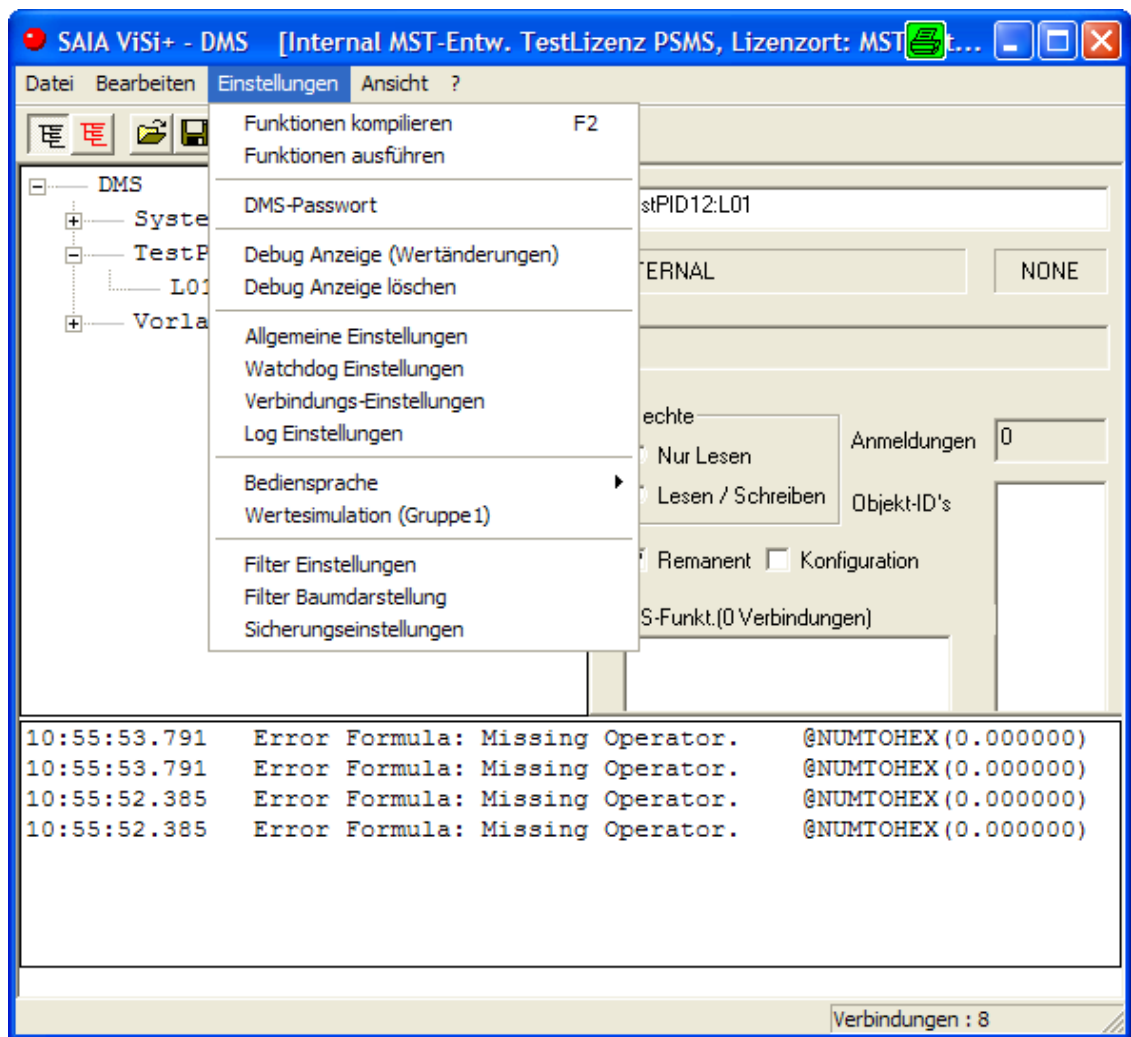 SAIA ViSi+ - DMS [Internal MST-Entw. TestLizenz PSMS, Lizenzort: MST t...
Datei Bearbeiten Einstellungen Ansicht ?
Funktionen kompilieren F2
Funktionen ausführen
DMS-Passwort
Debug Anzeige (Wertänderungen)
Debug Anzeige löschen
Allgemeine Einstellungen
Watchdog Einstellungen
Verbindungs-Einstellungen
Log Einstellungen
Bediensprache
Wertesimulation (Gruppe1)
Filter Einstellungen
Filter Baumdarstellung
Sicherungseinstellungen
DMS
Syste
TestP
L01
Vorla
stPID12:L01
TERNAL NONE
echte
Nur Lesen
Lesen / Schreiben
Anmeldungen 0
Objekt-ID's
Remanent Konfiguration
S-Funkt.(0 Verbindungen)
10:55:53.791 Error Formula: Missing Operator. @NUMTOHEX(0.000000)
10:55:53.791 Error Formula: Missing Operator. @NUMTOHEX(0.000000)
10:55:52.385 Error Formula: Missing Operator. @NUMTOHEX(0.000000)
10:55:52.385 Error Formula: Missing Operator. @NUMTOHEX(0.000000)
Verbindungen : 8